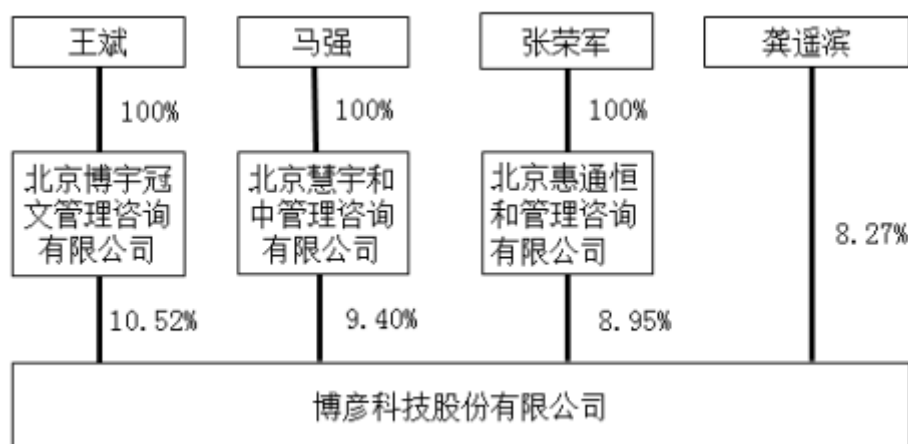 王斌
马强
张荣军
龚遥滨
100%
100%
100%
北京博宇冠
文管理咨询
有限公司
北京慧宇和
中管理咨询
有限公司
北京惠通恒
和管理咨询
有限公司
8.27%
10.52%
9.40%
8.95%
博彦科技股份有限公司